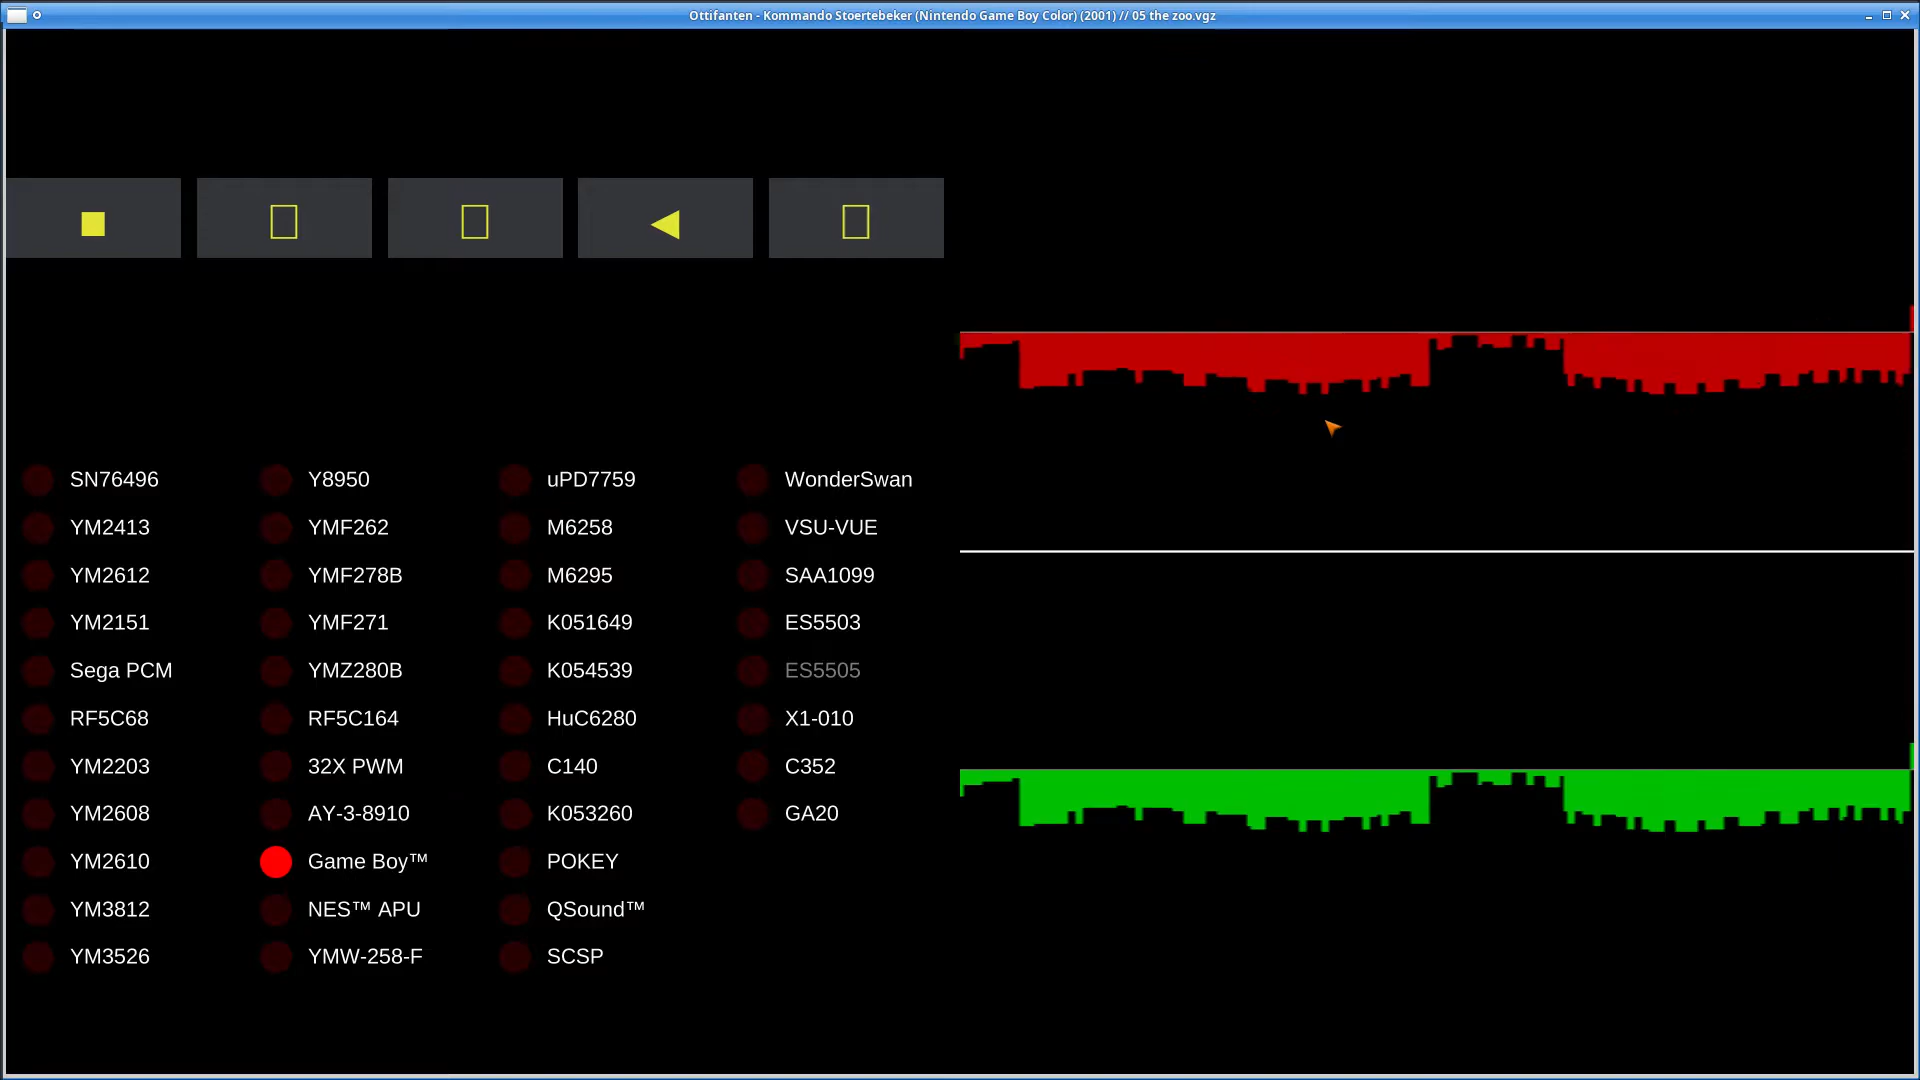 Ottifanten - Kommando Stoertebeker (Nintendo Game Boy Color) (2001) // 05 the zoo.vgz
SN76496
YM2413
YM2612
YM2151
Sega PCM
RF5C68
YM2203
YM2608
YM2610
YM3812
YM3526
Y8950
YMF262
YMF278B
YMF271
YMZ280B
RF5C164
32X PWM
AY-3-8910
Game Boy™
NES™ APU
YMW-258-F
uPD7759
M6258
M6295
K051649
K054539
HuC6280
C140
K053260
POKEY
QSound™
SCSP
WonderSwan
VSU-VUE
SAA1099
ES5503
ES5505
X1-010
C352
GA20